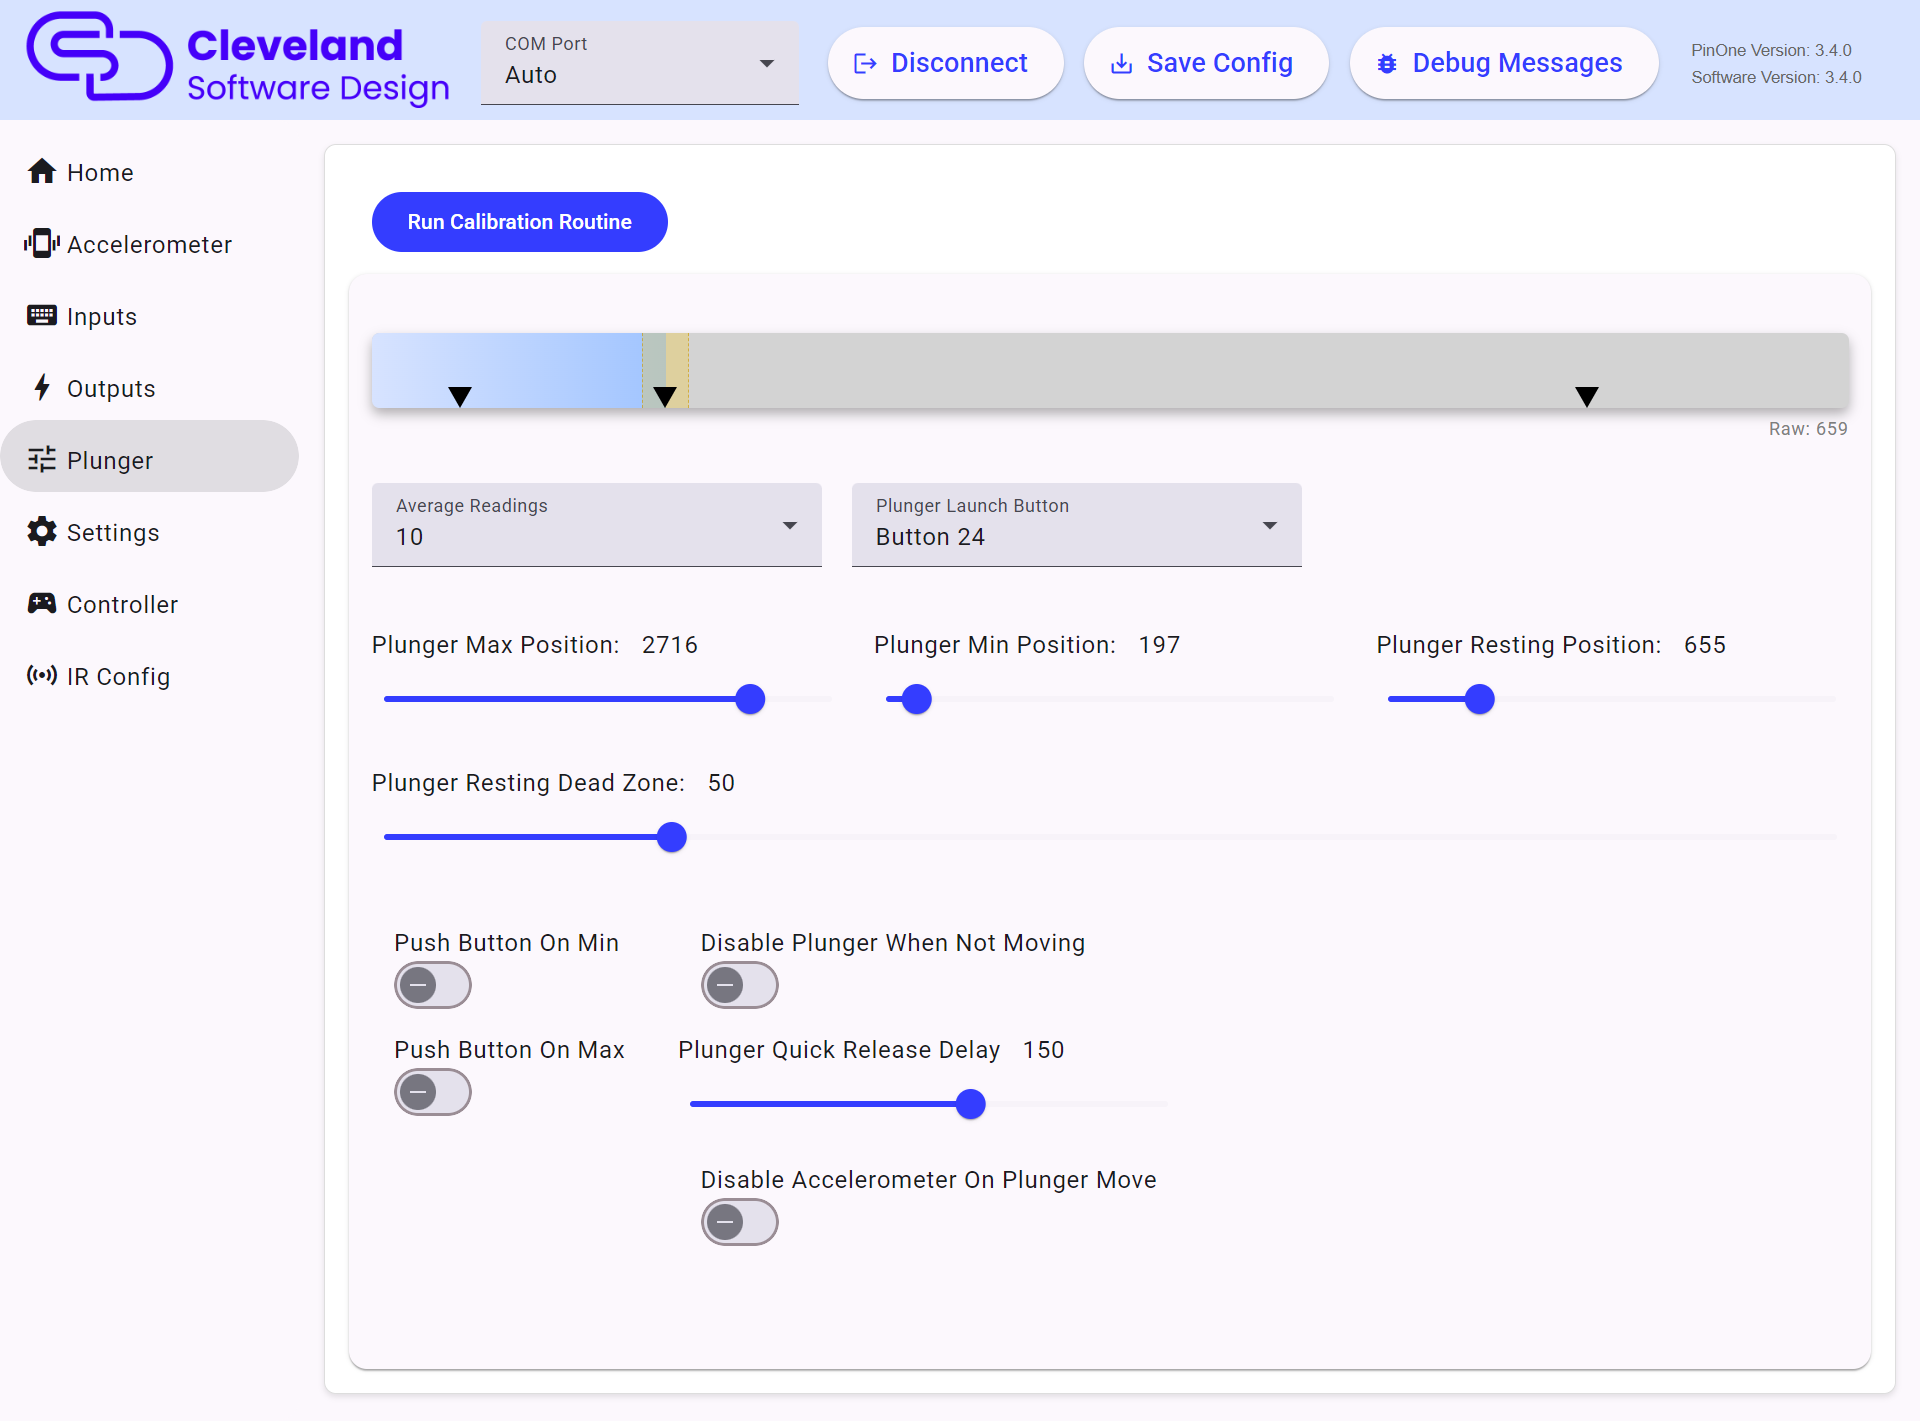 Cleveland
Software Design
COM Port
Auto
Disconnect
Save Config
Debug Messages
PinOne Version: 3.4.0
Software Version: 3.4.0
Home
Accelerometer
Inputs
Outputs
Plunger
Settings
Controller
IR Config
Run Calibration Routine
Raw: 659
Average Readings
10
Plunger Launch Button
Button 24
Plunger Max Position: 2716
Plunger Min Position: 197
Plunger Resting Position: 655
Plunger Resting Dead Zone: 50
Push Button On Min
Disable Plunger When Not Moving
Push Button On Max
Plunger Quick Release Delay 150
Disable Accelerometer On Plunger Move